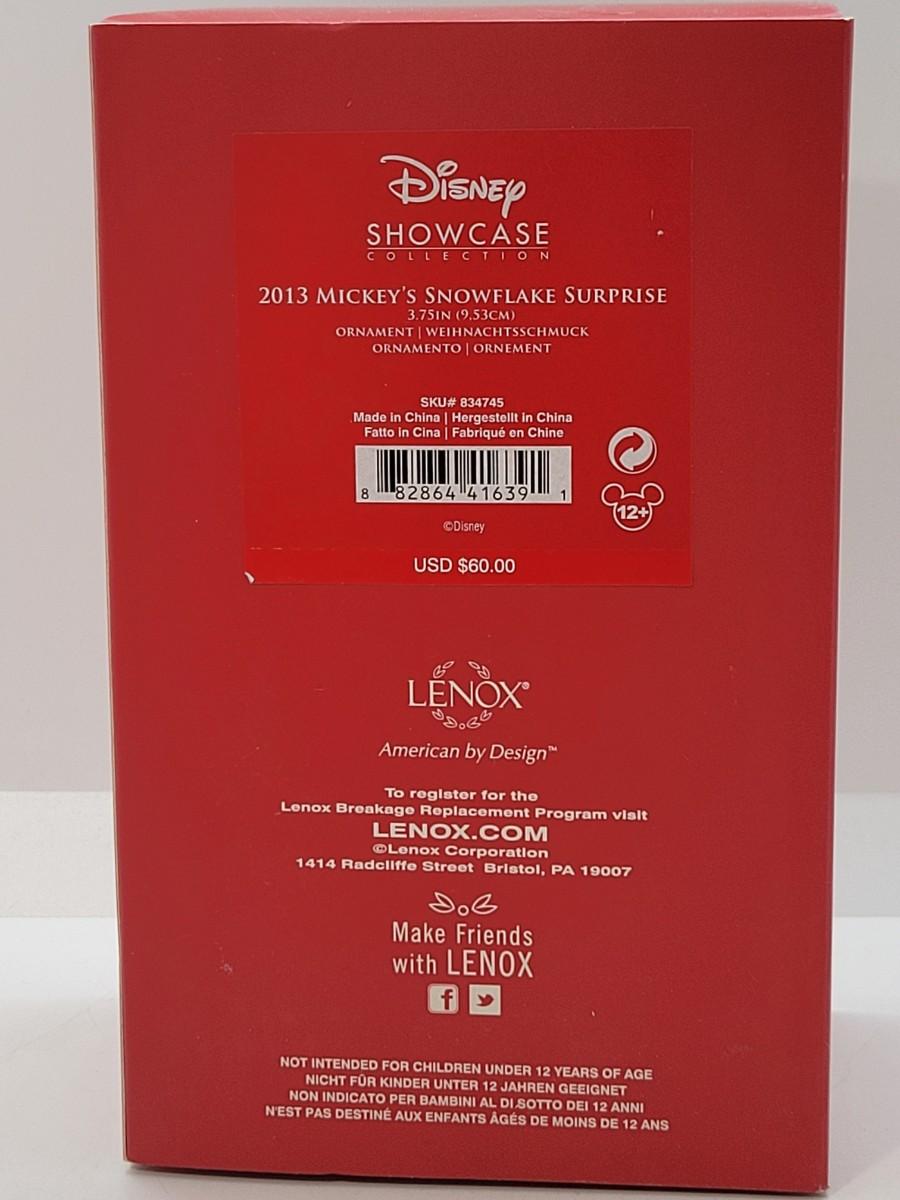 Disney
SHOWCASE
COLLECTION
2013 MICKEY'S SNOWFLAKE SURPRISE
3.75IN (9.53CM)
ORNAMENT | WEIHNACHTSSCHMUCK
ORNAMENTO | ORNEMENT
SKU# 834745
Made in China | Hergestellt in China
Fatto in Cina | Fabriqué en Chine
8 82864 41639 1
12+
©Disney
USD $60.00
LENOX®
American by Design™
To register for the
Lenox Breakage Replacement Program visit
LENOX.COM
©Lenox Corporation
1414 Radcliffe Street Bristol, PA 19007
Make Friends
with LENOX
f
NOT INTENDED FOR CHILDREN UNDER 12 YEARS OF AGE
NICHT FÜR KINDER UNTER 12 JAHREN GEEIGNET
NON INDICATO PER BAMBINI AL DI SOTTO DEI 12 ANNI
N'EST PAS DESTINÉ AUX ENFANTS ÂGÉS DE MOINS DE 12 ANS